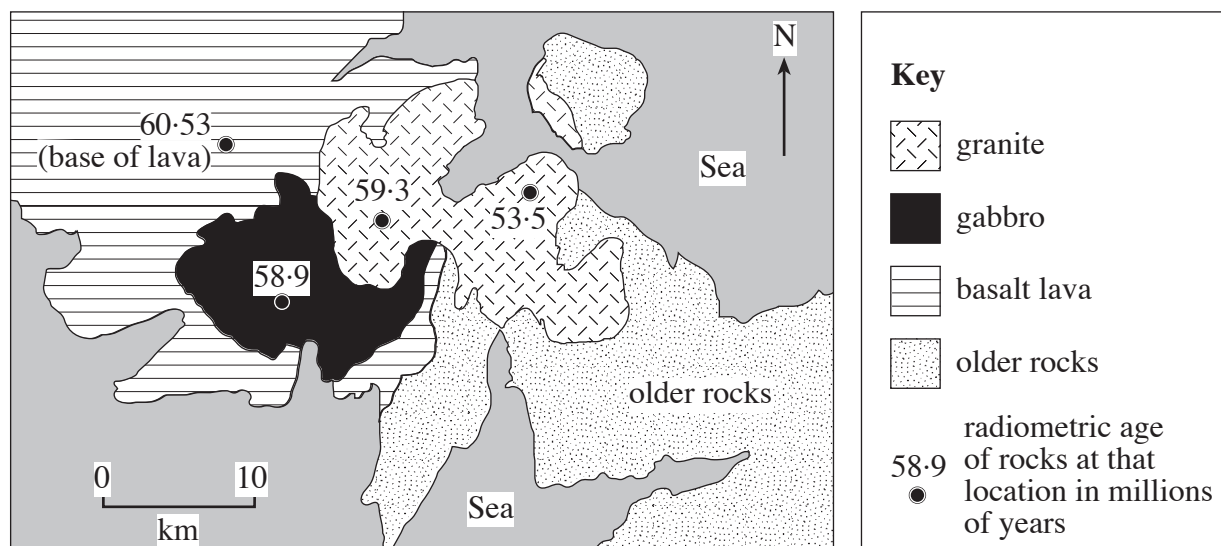 N
60·53
(base of lava)
Sea
59·3
53·5
58·9
older rocks
0 10
km
Sea
Key
granite
gabbro
basalt lava
older rocks
58·9
radiometric age
of rocks at that
location in millions
of years